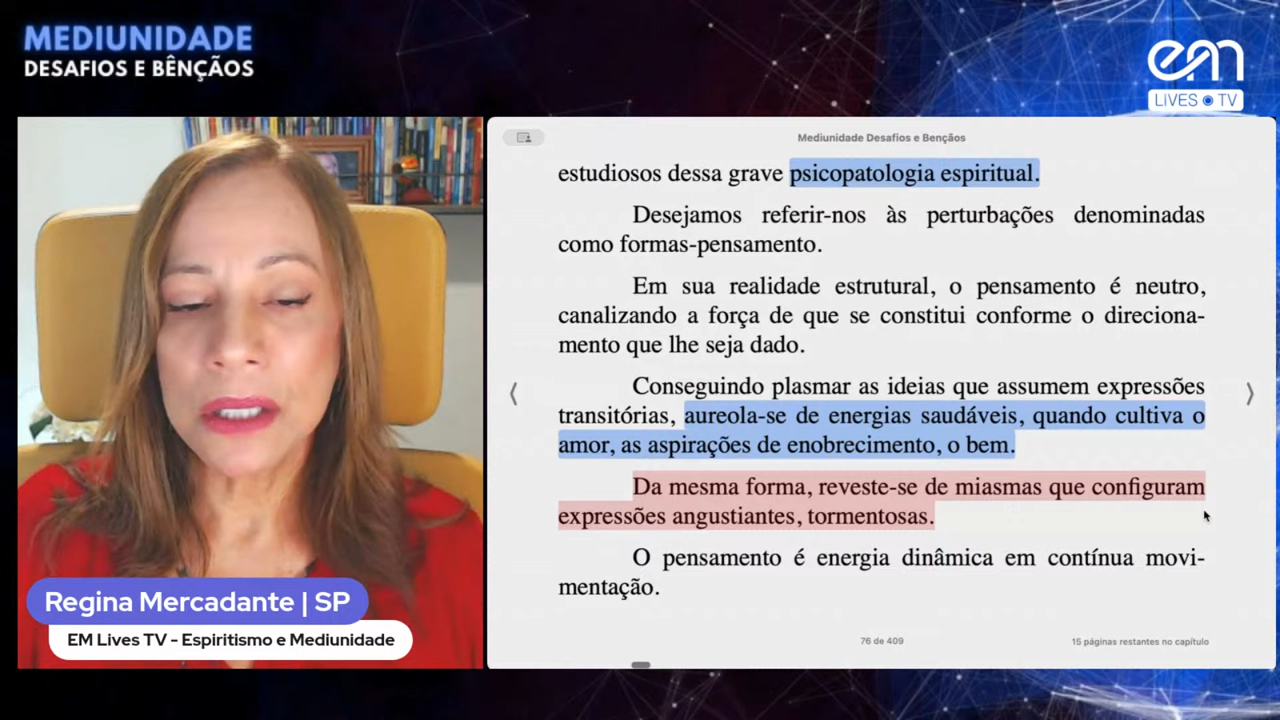 MEDIUNIDADE
DESAFIOS E BÊNÇÃOS
em
LIVES TV
Mediunidade Desafios e Bençãos
estudiosos dessa grave psicopatologia espiritual.
Desejamos referir-nos às perturbações denominadas
como formas-pensamento.
Em sua realidade estrutural, o pensamento é neutro,
canalizando a força de que se constitui conforme o direciona-
mento que lhe seja dado.
Conseguindo plasmar as ideias que assumem expressões
transitórias, aureola-se de energias saudáveis, quando cultiva o
amor, as aspirações de enobrecimento, o bem.
Da mesma forma, reveste-se de miasmas que configuram
expressões angustiantes, tormentosas.
O pensamento é energia dinâmica em contínua movi-
mentação.
76 de 409
15 páginas restantes no capítulo
Regina Mercadante | SP
EM Lives TV - Espiritismo e Mediunidade